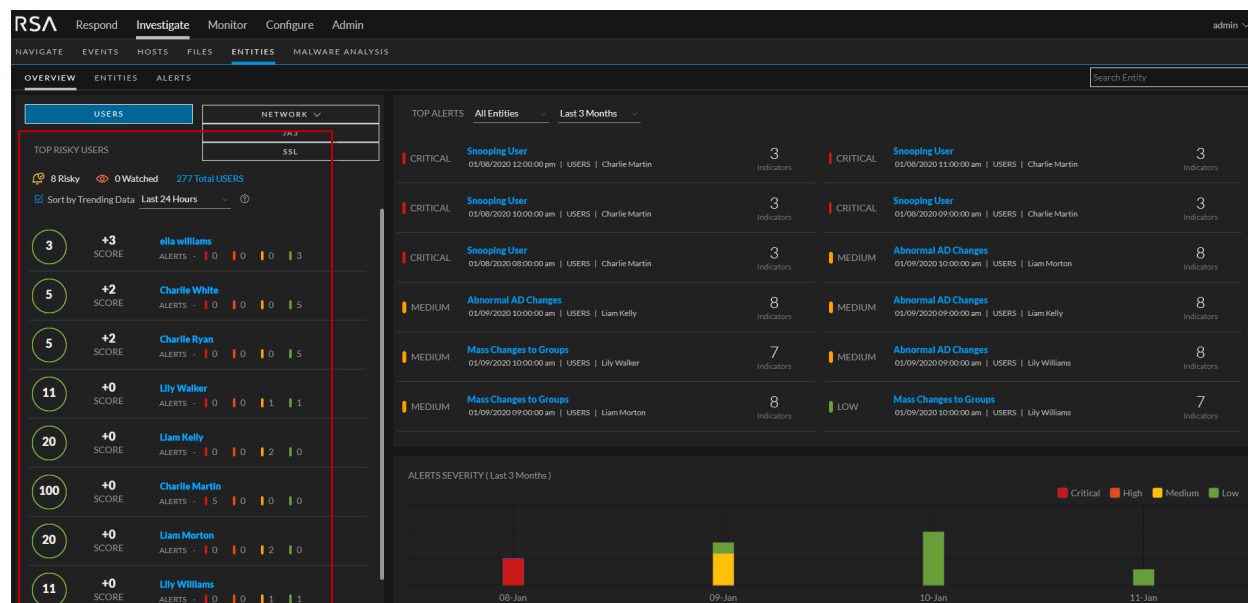 RSA Respond Investigate Monitor Configure Admin admin
NAVIGATE EVENTS HOSTS FILES ENTITIES MALWARE ANALYSIS
OVERVIEW ENTITIES ALERTS Search Entity
USERS NETWORK
JA3
SSL
TOP RISKY USERS
8 Risky 0 Watched 277 Total USERS
Sort by Trending Data Last 24 Hours
3 +3 SCORE ella williams
ALERTS - 0 0 0 3
5 +2 SCORE Charlie White
ALERTS - 0 0 0 5
5 +2 SCORE Charlie Ryan
ALERTS - 0 0 0 5
11 +0 SCORE Lily Walker
ALERTS - 0 0 1 1
20 +0 SCORE Liam Kelly
ALERTS - 0 0 2 0
100 +0 SCORE Charlie Martin
ALERTS - 5 0 0 0
20 +0 SCORE Liam Morton
ALERTS - 0 0 2 0
11 +0 SCORE Lily Williams
ALERTS - 0 0 1 1
TOP ALERTS All Entities Last 3 Months
CRITICAL Snooping User 3
01/08/2020 12:00:00 pm | USERS | Charlie Martin Indicators
CRITICAL Snooping User 3
01/08/2020 11:00:00 am | USERS | Charlie Martin Indicators
CRITICAL Snooping User 3
01/08/2020 10:00:00 am | USERS | Charlie Martin Indicators
CRITICAL Snooping User 3
01/08/2020 09:00:00 am | USERS | Charlie Martin Indicators
CRITICAL Snooping User 3
01/08/2020 08:00:00 am | USERS | Charlie Martin Indicators
MEDIUM Abnormal AD Changes 8
01/09/2020 10:00:00 am | USERS | Liam Morton Indicators
MEDIUM Abnormal AD Changes 8
01/09/2020 10:00:00 am | USERS | Liam Kelly Indicators
MEDIUM Abnormal AD Changes 8
01/09/2020 09:00:00 am | USERS | Liam Kelly Indicators
MEDIUM Mass Changes to Groups 7
01/09/2020 10:00:00 am | USERS | Lily Walker Indicators
MEDIUM Abnormal AD Changes 8
01/09/2020 09:00:00 am | USERS | Lily Williams Indicators
MEDIUM Mass Changes to Groups 8
01/09/2020 09:00:00 am | USERS | Liam Morton Indicators
LOW Mass Changes to Groups 7
01/09/2020 10:00:00 am | USERS | Lily Williams Indicators
ALERTS SEVERITY ( Last 3 Months )
Critical High Medium Low
08-Jan 09-Jan 10-Jan 11-Jan